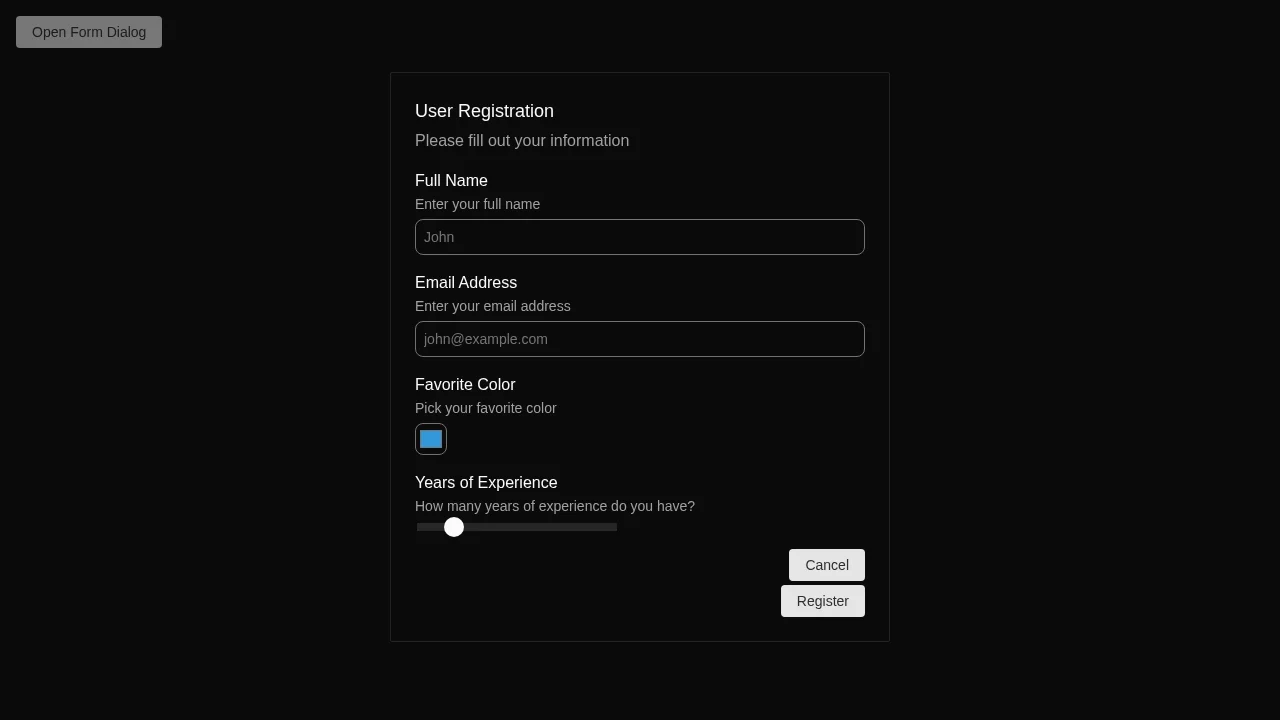 Open Form Dialog
User Registration
Please fill out your information
Full Name
Enter your full name
John
Email Address
Enter your email address
john@example.com
Favorite Color
Pick your favorite color
Years of Experience
How many years of experience do you have?
Cancel
Register